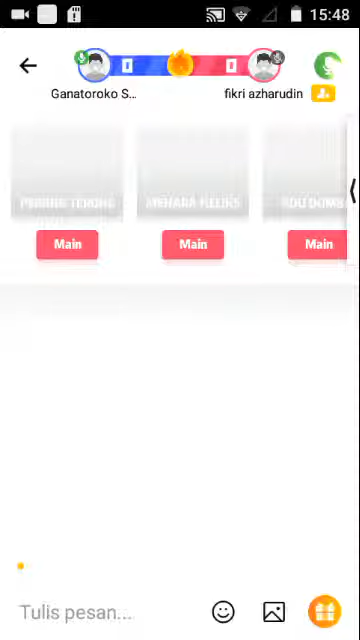 15:48
0 0
Ganatoroko S... fikri azharudin
Main Main Main
Tulis pesan...